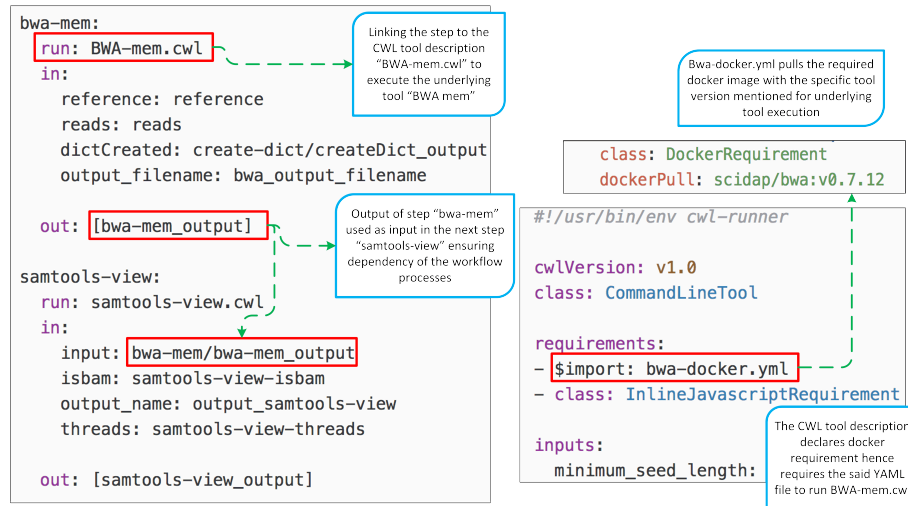 bwa-mem:
run: BWA-mem.cwl
in:
reference: reference
reads: reads
dictCreated: create-dict/createDict_output
output_filename: bwa_output_filename
out: [bwa-mem_output]
samtools-view:
run: samtools-view.cwl
in:
input: bwa-mem/bwa-mem_output
isbam: samtools-view-isbam
output_name: output_samtools-view
threads: samtools-view-threads
out: [samtools-view_output]
Linking the step to the
CWL tool description
“BWA-mem.cwl” to
execute the underlying
tool “BWA mem”
Output of step “bwa-mem”
used as input in the next step
“samtools-view” ensuring
dependency of the workflow
processes
Bwa-docker.yml pulls the required
docker image with the specific tool
version mentioned for underlying
tool execution
class: DockerRequirement
dockerPull: scidap/bwa:v0.7.12
#!/usr/bin/env cwl-runner
cwlVersion: v1.0
class: CommandLineTool
requirements:
- $import: bwa-docker.yml
- class: InlineJavascriptRequirement
inputs:
minimum_seed_length:
The CWL tool description
declares docker
requirement hence
requires the said YAML
file to run BWA-mem.cw